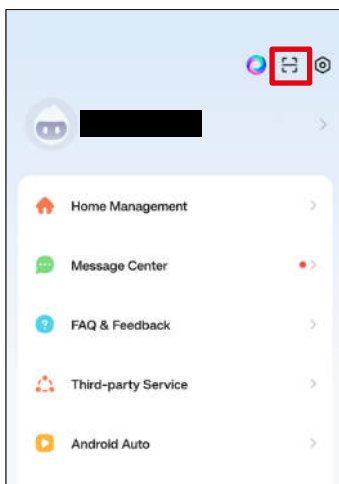 Home Management
Message Center
FAQ & Feedback
Third-party Service
Android Auto